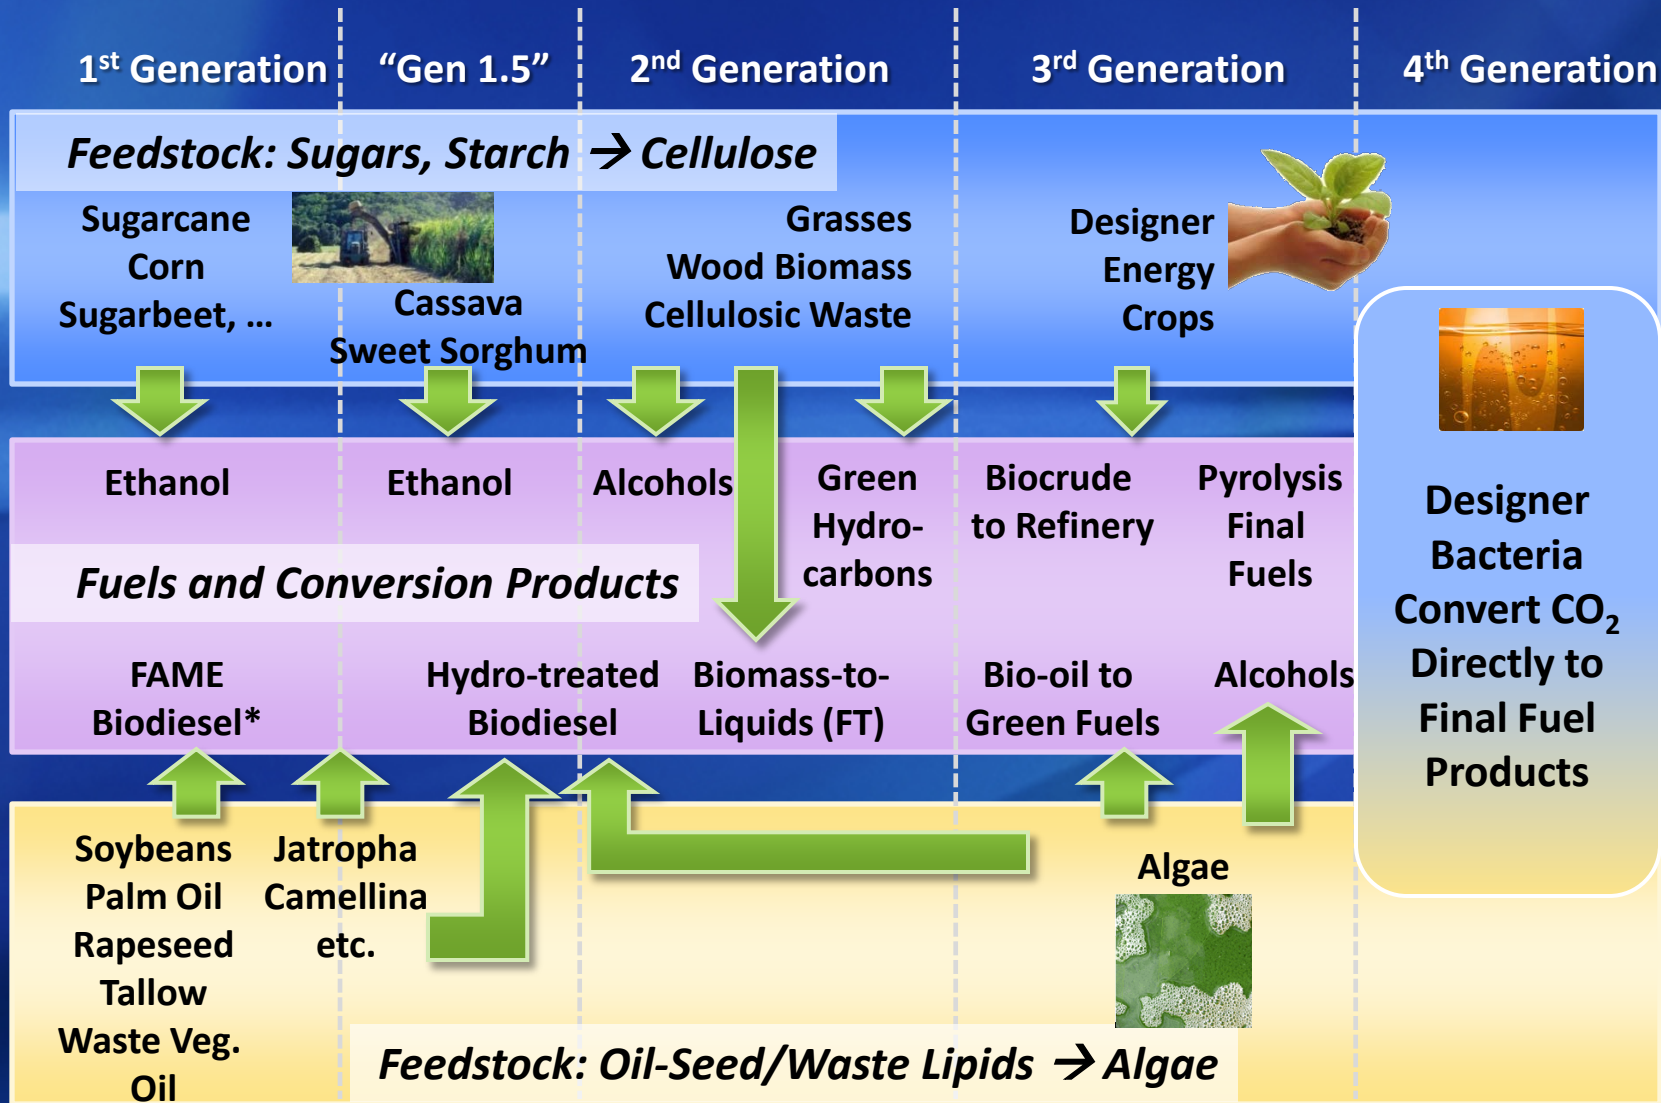 1st Generation
“Gen 1.5”
2nd Generation
3rd Generation
4th Generation
Feedstock: Sugars, Starch → Cellulose
Sugarcane
Corn
Sugarbeet, ...
Cassava
Sweet Sorghum
Grasses
Wood Biomass
Cellulosic Waste
Designer
Energy
Crops
Ethanol
Ethanol
Alcohols
Green
Hydro-
carbons
Biocrude
to Refinery
Pyrolysis
Final
Fuels
Fuels and Conversion Products
FAME
Biodiesel*
Hydro-treated
Biodiesel
Biomass-to-
Liquids (FT)
Bio-oil to
Green Fuels
Alcohols
Designer
Bacteria
Convert CO₂
Directly to
Final Fuel
Products
Soybeans
Palm Oil
Rapeseed
Tallow
Waste Veg.
Oil
Jatropha
Camellina
etc.
Algae
Feedstock: Oil-Seed/Waste Lipids → Algae